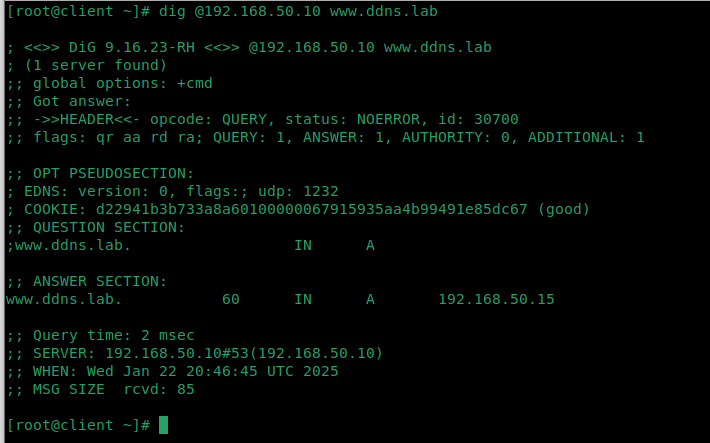 [root@client ~]# dig @192.168.50.10 www.ddns.lab
; <<>> DiG 9.16.23-RH <<>> @192.168.50.10 www.ddns.lab
; (1 server found)
;; global options: +cmd
;; Got answer:
;; ->>HEADER<<- opcode: QUERY, status: NOERROR, id: 30700
;; flags: qr aa rd ra; QUERY: 1, ANSWER: 1, AUTHORITY: 0, ADDITIONAL: 1
;; OPT PSEUDOSECTION:
; EDNS: version: 0, flags:; udp: 1232
; COOKIE: d22941b3b733a8a60100000067915935aa4b99491e85dc67 (good)
;; QUESTION SECTION:
;www.ddns.lab. IN A
;; ANSWER SECTION:
www.ddns.lab. 60 IN A 192.168.50.15
;; Query time: 2 msec
;; SERVER: 192.168.50.10#53(192.168.50.10)
;; WHEN: Wed Jan 22 20:46:45 UTC 2025
;; MSG SIZE  rcvd: 85
[root@client ~]#